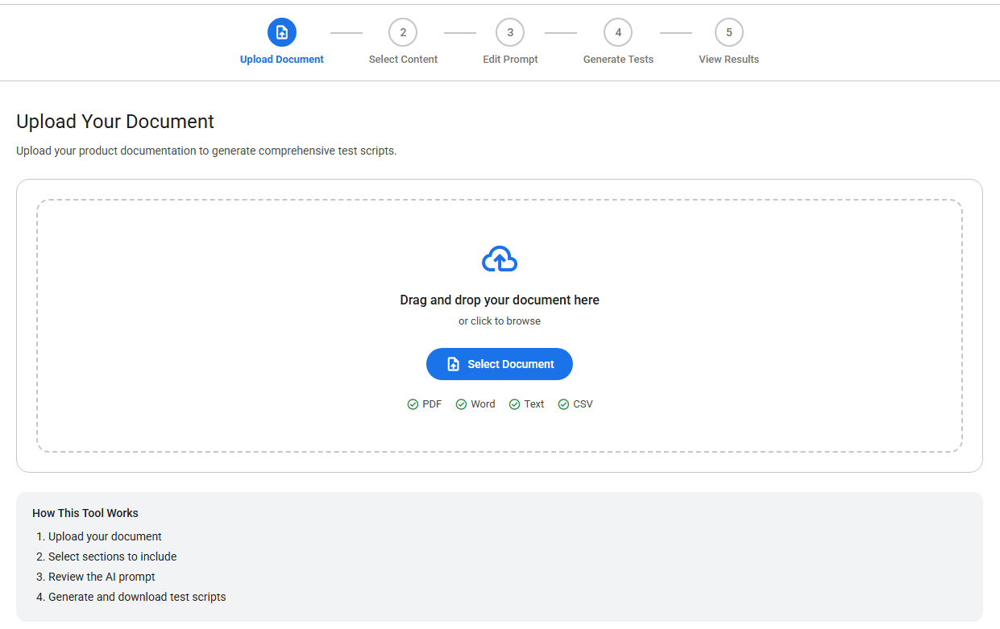 2 3 4 5
Upload Document Select Content Edit Prompt Generate Tests View Results
Upload Your Document
Upload your product documentation to generate comprehensive test scripts.
Drag and drop your document here
or click to browse
Select Document
PDF Word Text CSV
How This Tool Works
1. Upload your document
2. Select sections to include
3. Review the AI prompt
4. Generate and download test scripts